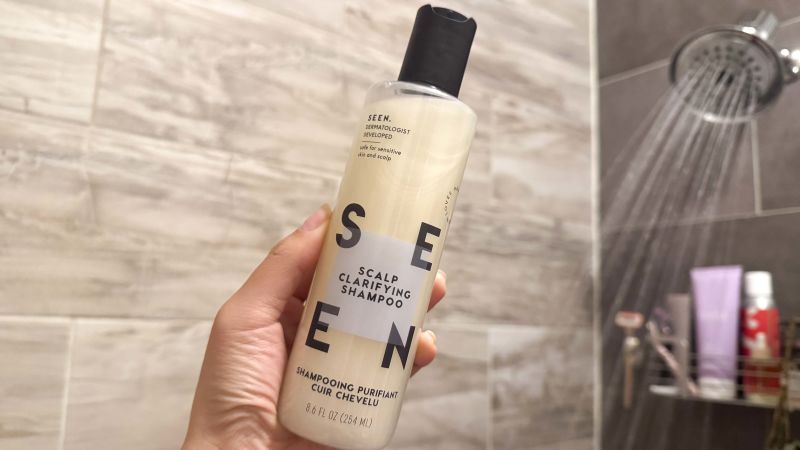 SEEN.
DERMATOLOGIST
DEVELOPED
safe for sensitive
skin and scalp
S E
SCALP
CLARIFYING
SHAMPOO
E N
SHAMPOOING PURIFIANT
CUIR CHEVELU
8.6 FL OZ (254 ML)